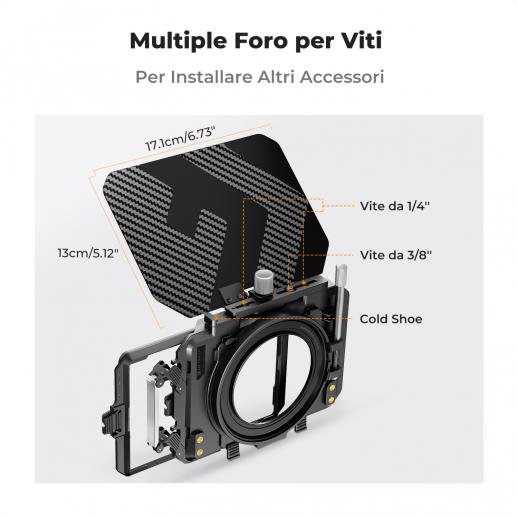 Multiple Foro per Viti
Per Installare Altri Accessori
17.1cm/6.73"
Vite da 1/4"
13cm/5.12"
Vite da 3/8"
Cold Shoe